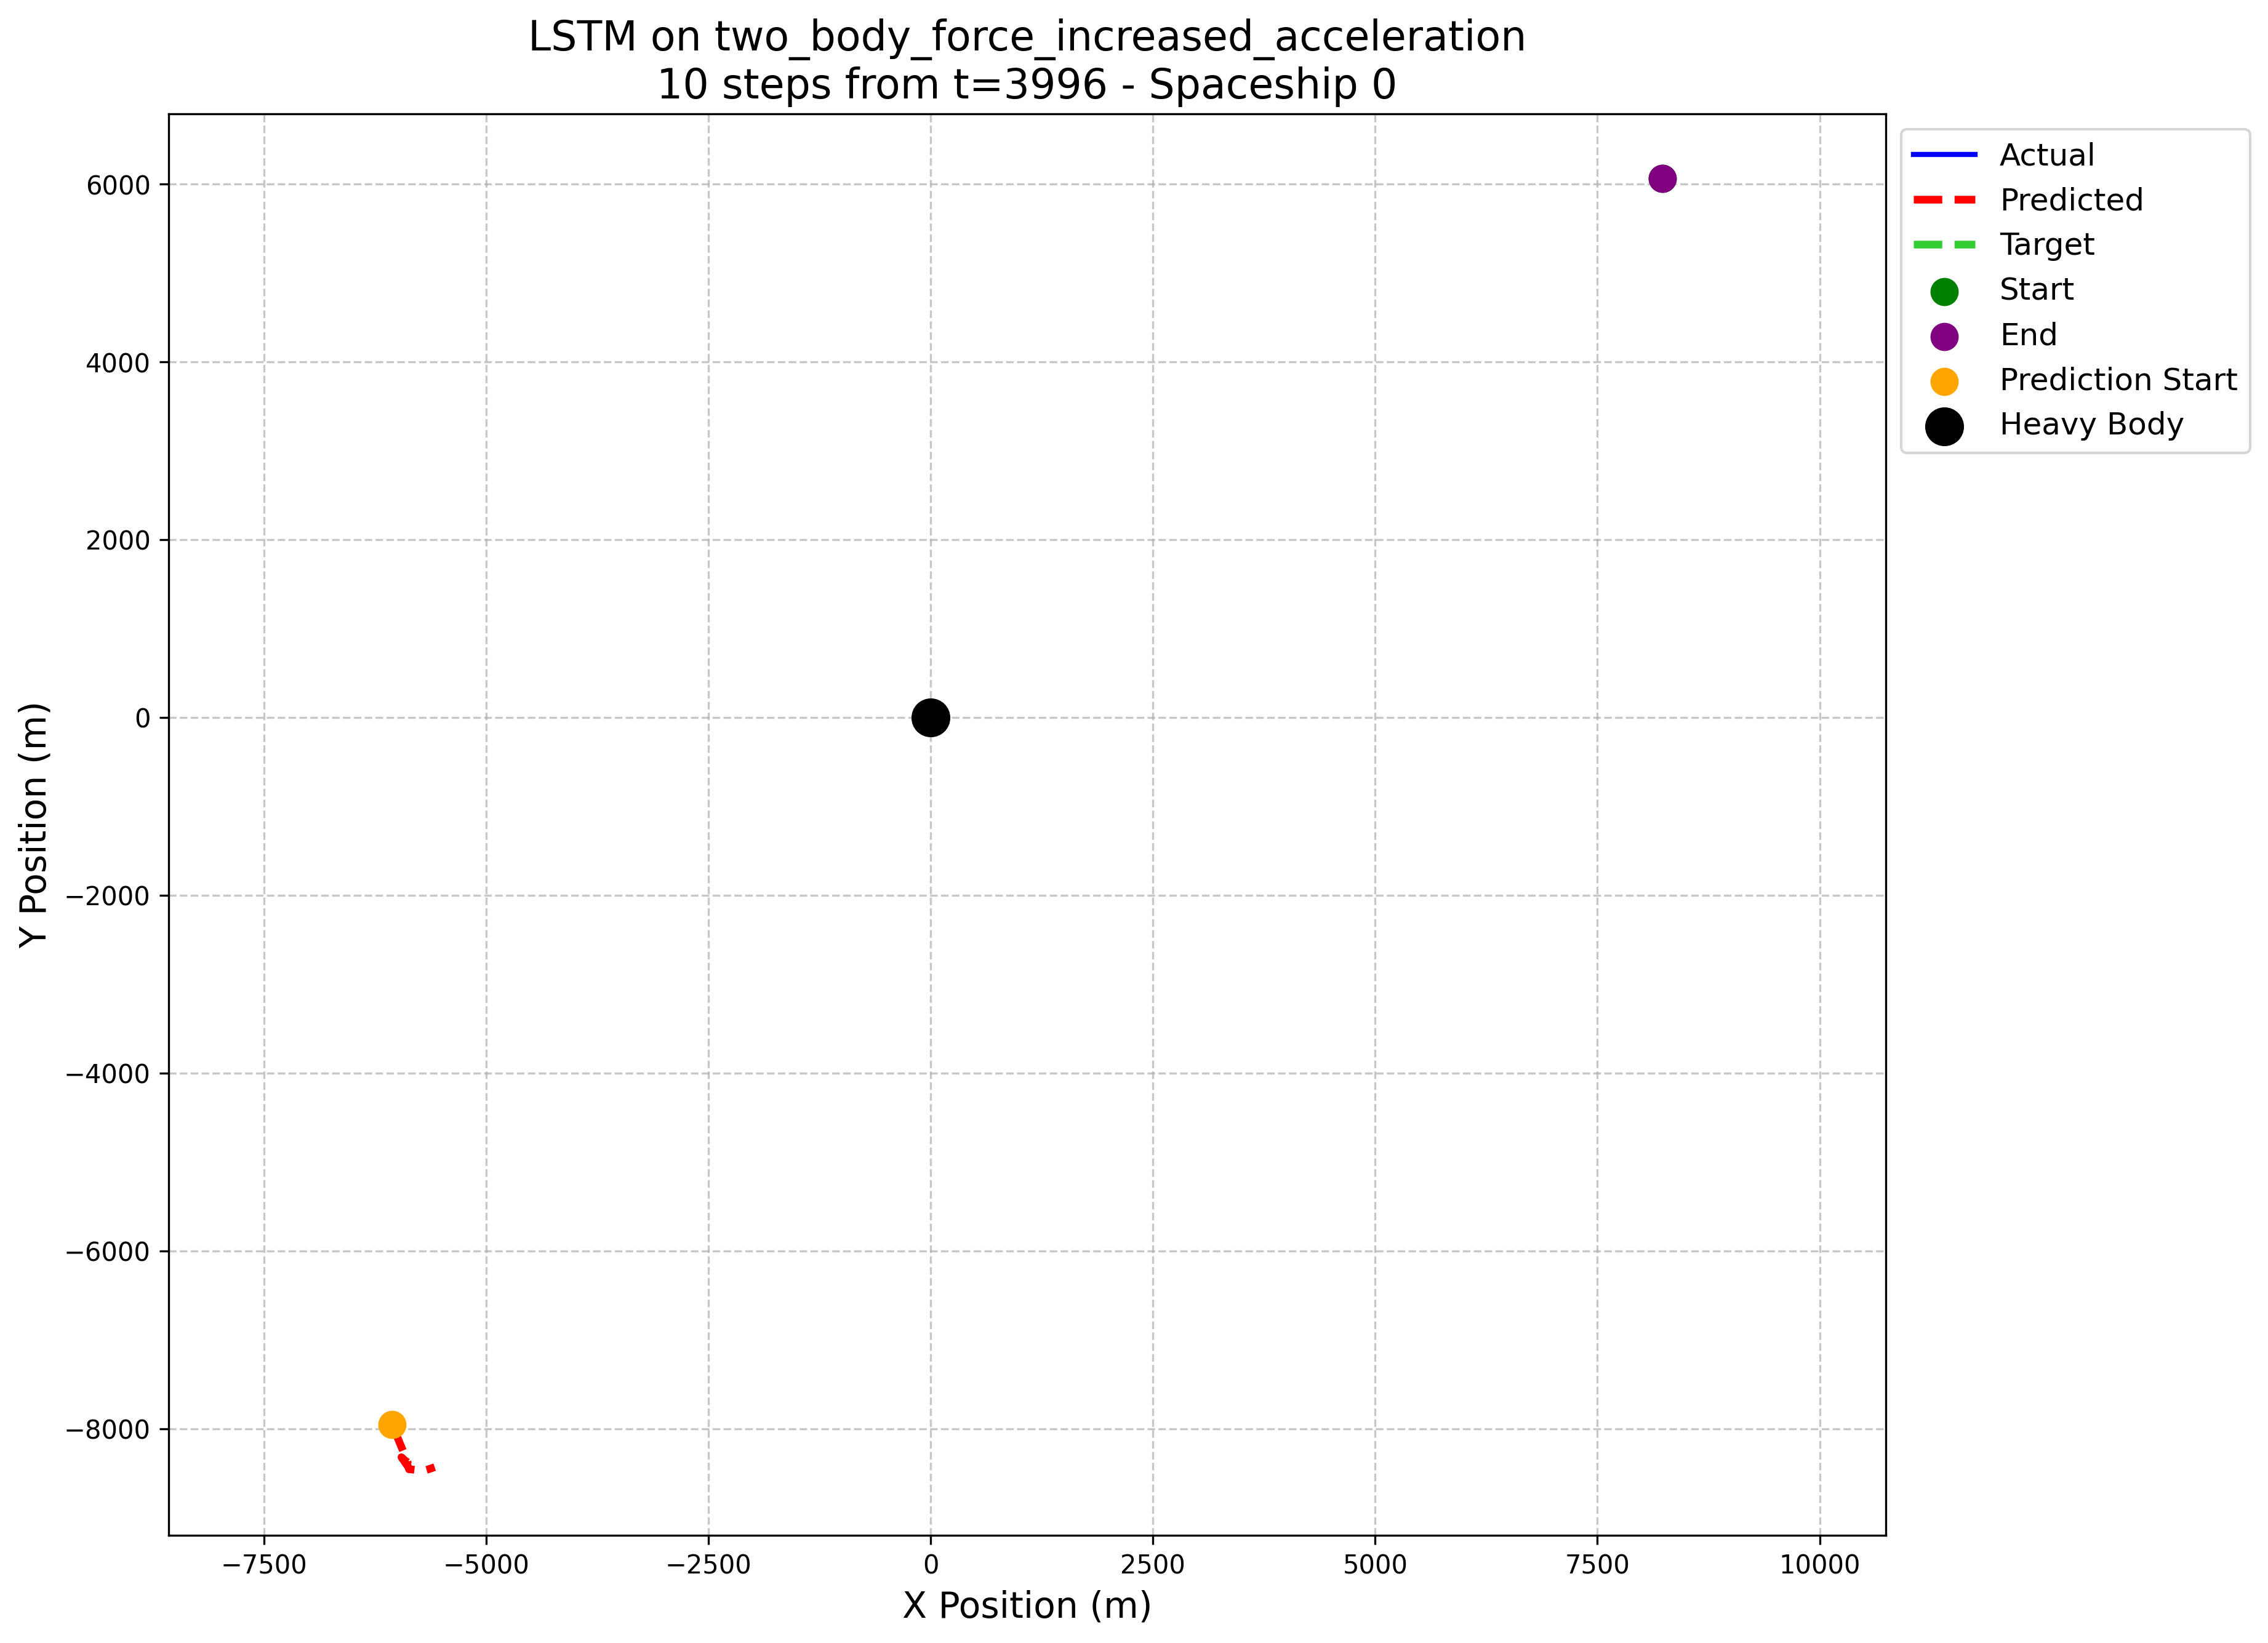 LSTM on two_body_force_increased_acceleration
10 steps from t=3996 - Spaceship 0
Actual
Predicted
Target
Start
End
Prediction Start
Heavy Body
Y Position (m)
6000
4000
2000
0
−2000
−4000
−6000
−8000
−7500
−5000
−2500
0
2500
5000
7500
10000
X Position (m)